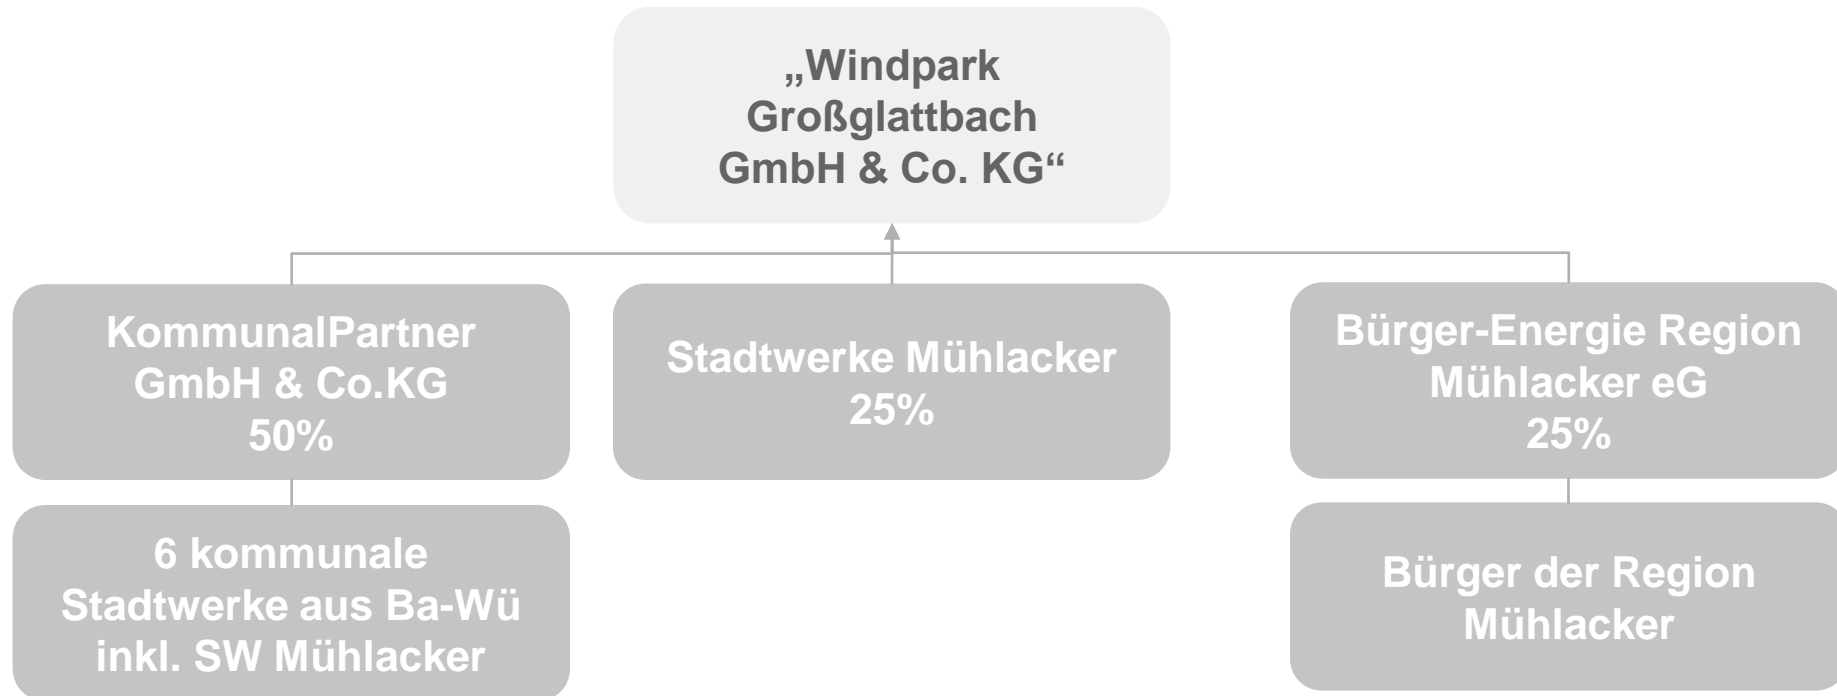 „Windpark
Großglattbach
GmbH & Co. KG“
KommunalPartner
GmbH & Co.KG
50%
Stadtwerke Mühlacker
25%
Bürger-Energie Region
Mühlacker eG
25%
6 kommunale
Stadtwerke aus Ba-Wü
inkl. SW Mühlacker
Bürger der Region
Mühlacker